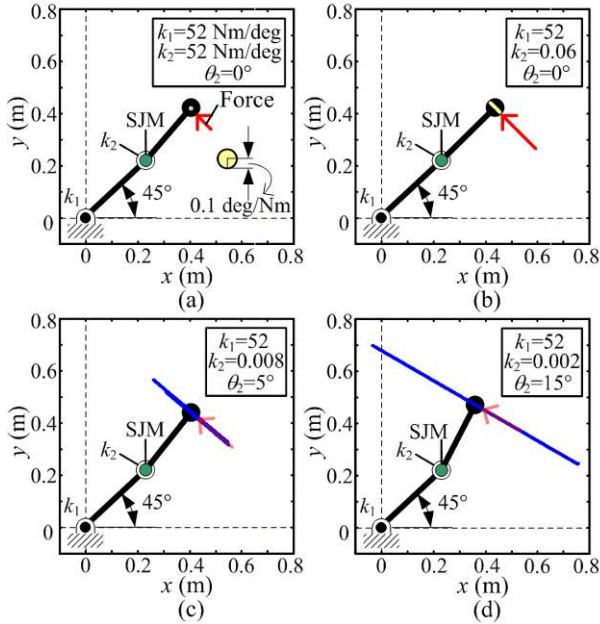 0.8
k₁=52 Nm/deg
k₂=52 Nm/deg
θ₂=0°
0.6
y (m)
0.4
Force
SJM
k₂
0.2
k₁
45°
0.1 deg/Nm
0
0 0.2 0.4 0.6 0.8
x (m)
(a)
0.8
k₁=52
k₂=0.06
θ₂=0°
0.6
y (m)
0.4
SJM
k₂
0.2
k₁
45°
0
0 0.2 0.4 0.6 0.8
x (m)
(b)
0.8
k₁=52
k₂=0.008
θ₂=5°
0.6
y (m)
0.4
SJM
k₂
0.2
k₁
45°
0
0 0.2 0.4 0.6 0.8
x (m)
(c)
0.8
k₁=52
k₂=0.002
θ₂=15°
0.6
y (m)
0.4
SJM
k₂
0.2
k₁
45°
0
0 0.2 0.4 0.6 0.8
x (m)
(d)